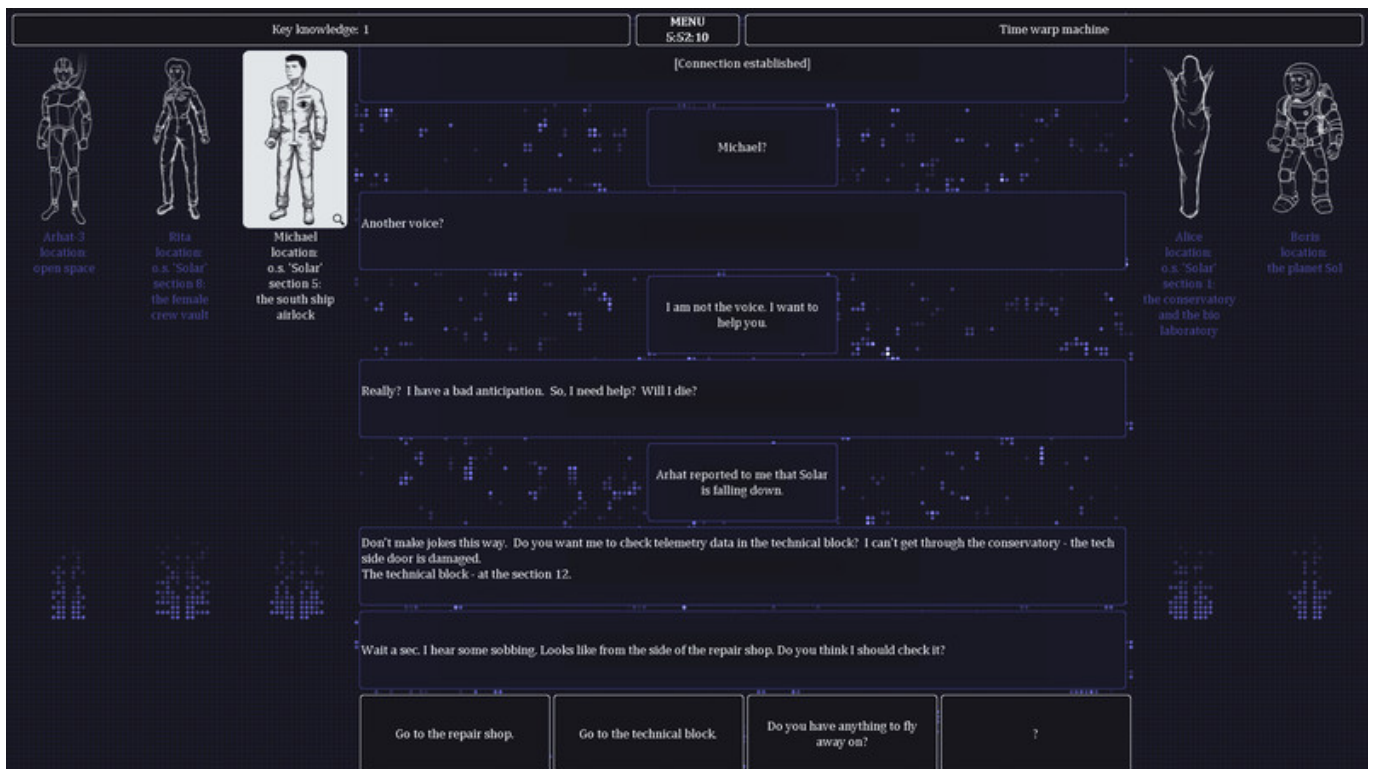 Key knowledge: 1
MENU
5:52:10
Time warp machine
[Connection established]
Michael?
Another voice?
I am not the voice. I want to
help you.
Really? I have a bad anticipation. So, I need help? Will I die?
Arhat reported to me that Solar
is falling down.
Don't make jokes this way. Do you want me to check telemetry data in the technical block? I can't get through the conservatory - the tech
side door is damaged.
The technical block - at the section 12.
Wait a sec. I hear some sobbing. Looks like from the side of the repair shop. Do you think I should check it?
Go to the repair shop.
Go to the technical block.
Do you have anything to fly
away on?
?
Arhat-3
location:
open space
Rita
location:
o.s. 'Solar'
section 8:
the female
crew vault
Michael
location:
o.s. 'Solar'
section 5:
the south ship
airlock
Alice
location:
o.s. 'Solar'
section 1:
the conservatory
and the bio
laboratory
Boris
location:
the planet Sol